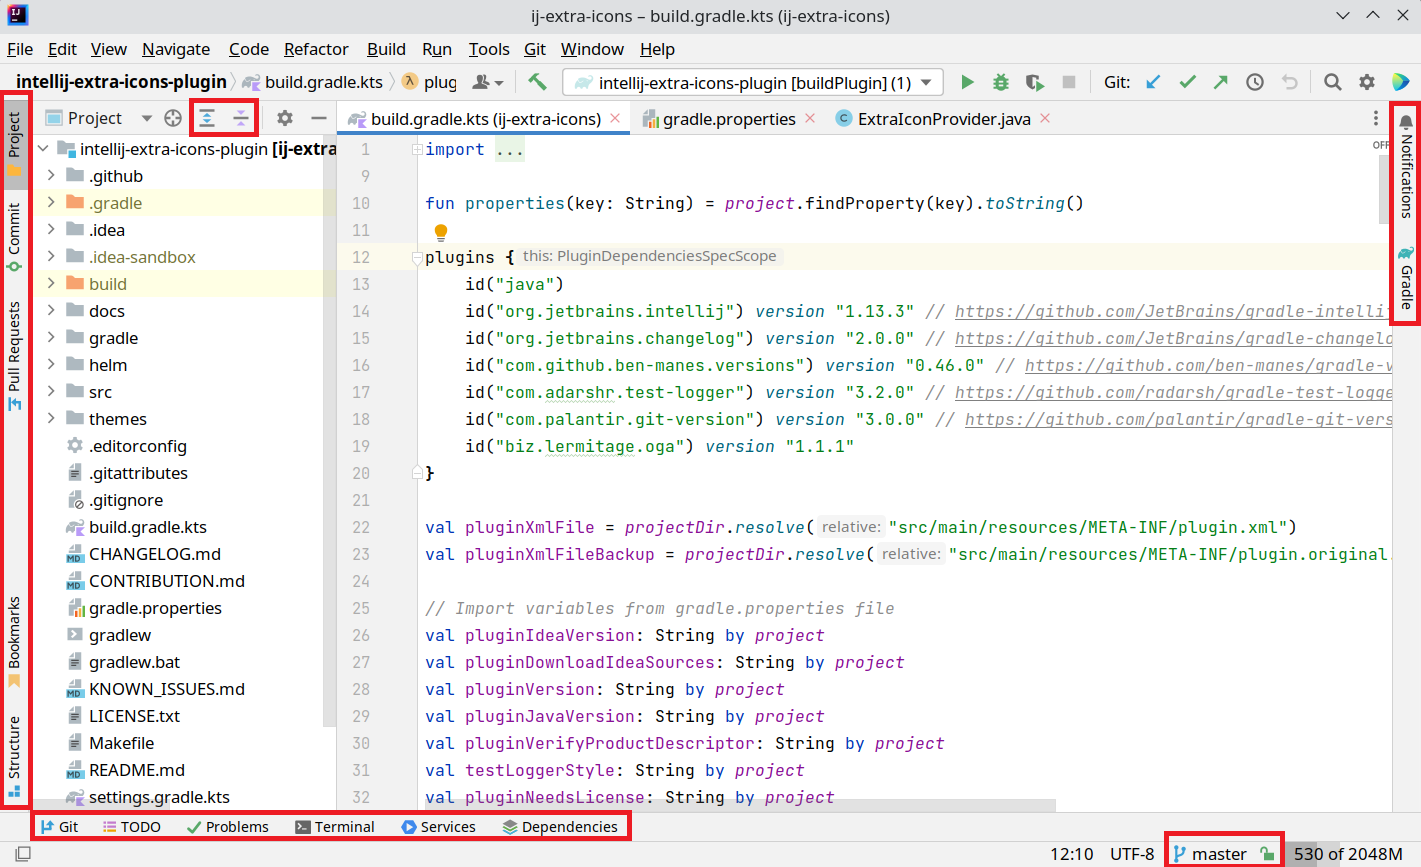 ij-extra-icons – build.gradle.kts (ij-extra-icons)
File Edit View Navigate Code Refactor Build Run Tools Git Window Help
intellij-extra-icons-plugin build.gradle.kts plug intellij-extra-icons-plugin [buildPlugin] (1) Git:
Project
build.gradle.kts (ij-extra-icons) gradle.properties ExtraIconProvider.java
Project
Commit
Pull Requests
Bookmarks
Structure
intellij-extra-icons-plugin [ij-extra
.github
.gradle
.idea
.idea-sandbox
build
docs
gradle
helm
src
themes
.editorconfig
.gitattributes
.gitignore
build.gradle.kts
CHANGELOG.md
CONTRIBUTION.md
gradle.properties
gradlew
gradlew.bat
KNOWN_ISSUES.md
LICENSE.txt
Makefile
README.md
settings.gradle.kts
1 import ...
9
10 fun properties(key: String) = project.findProperty(key).toString()
11
12 plugins { this: PluginDependenciesSpecScope
13 id("java")
14 id("org.jetbrains.intellij") version "1.13.3" // https://github.com/JetBrains/gradle-intelli
15 id("org.jetbrains.changelog") version "2.0.0" // https://github.com/JetBrains/gradle-changelo
16 id("com.github.ben-manes.versions") version "0.46.0" // https://github.com/ben-manes/gradle-v
17 id("com.adarshr.test-logger") version "3.2.0" // https://github.com/radarsh/gradle-test-logge
18 id("com.palantir.git-version") version "3.0.0" // https://github.com/palantir/gradle-git-vers
19 id("biz.lermitage.oga") version "1.1.1"
20 }
21
22 val pluginXmlFile = projectDir.resolve( relative: "src/main/resources/META-INF/plugin.xml")
23 val pluginXmlFileBackup = projectDir.resolve( relative: "src/main/resources/META-INF/plugin.original.
24
25 // Import variables from gradle.properties file
26 val pluginIdeaVersion: String by project
27 val pluginDownloadIdeaSources: String by project
28 val pluginVersion: String by project
29 val pluginJavaVersion: String by project
30 val pluginVerifyProductDescriptor: String by project
31 val testLoggerStyle: String by project
32 val pluginNeedsLicense: String by project
OFF
Notifications
Gradle
Git TODO Problems Terminal Services Dependencies
12:10 UTF-8 master 530 of 2048M